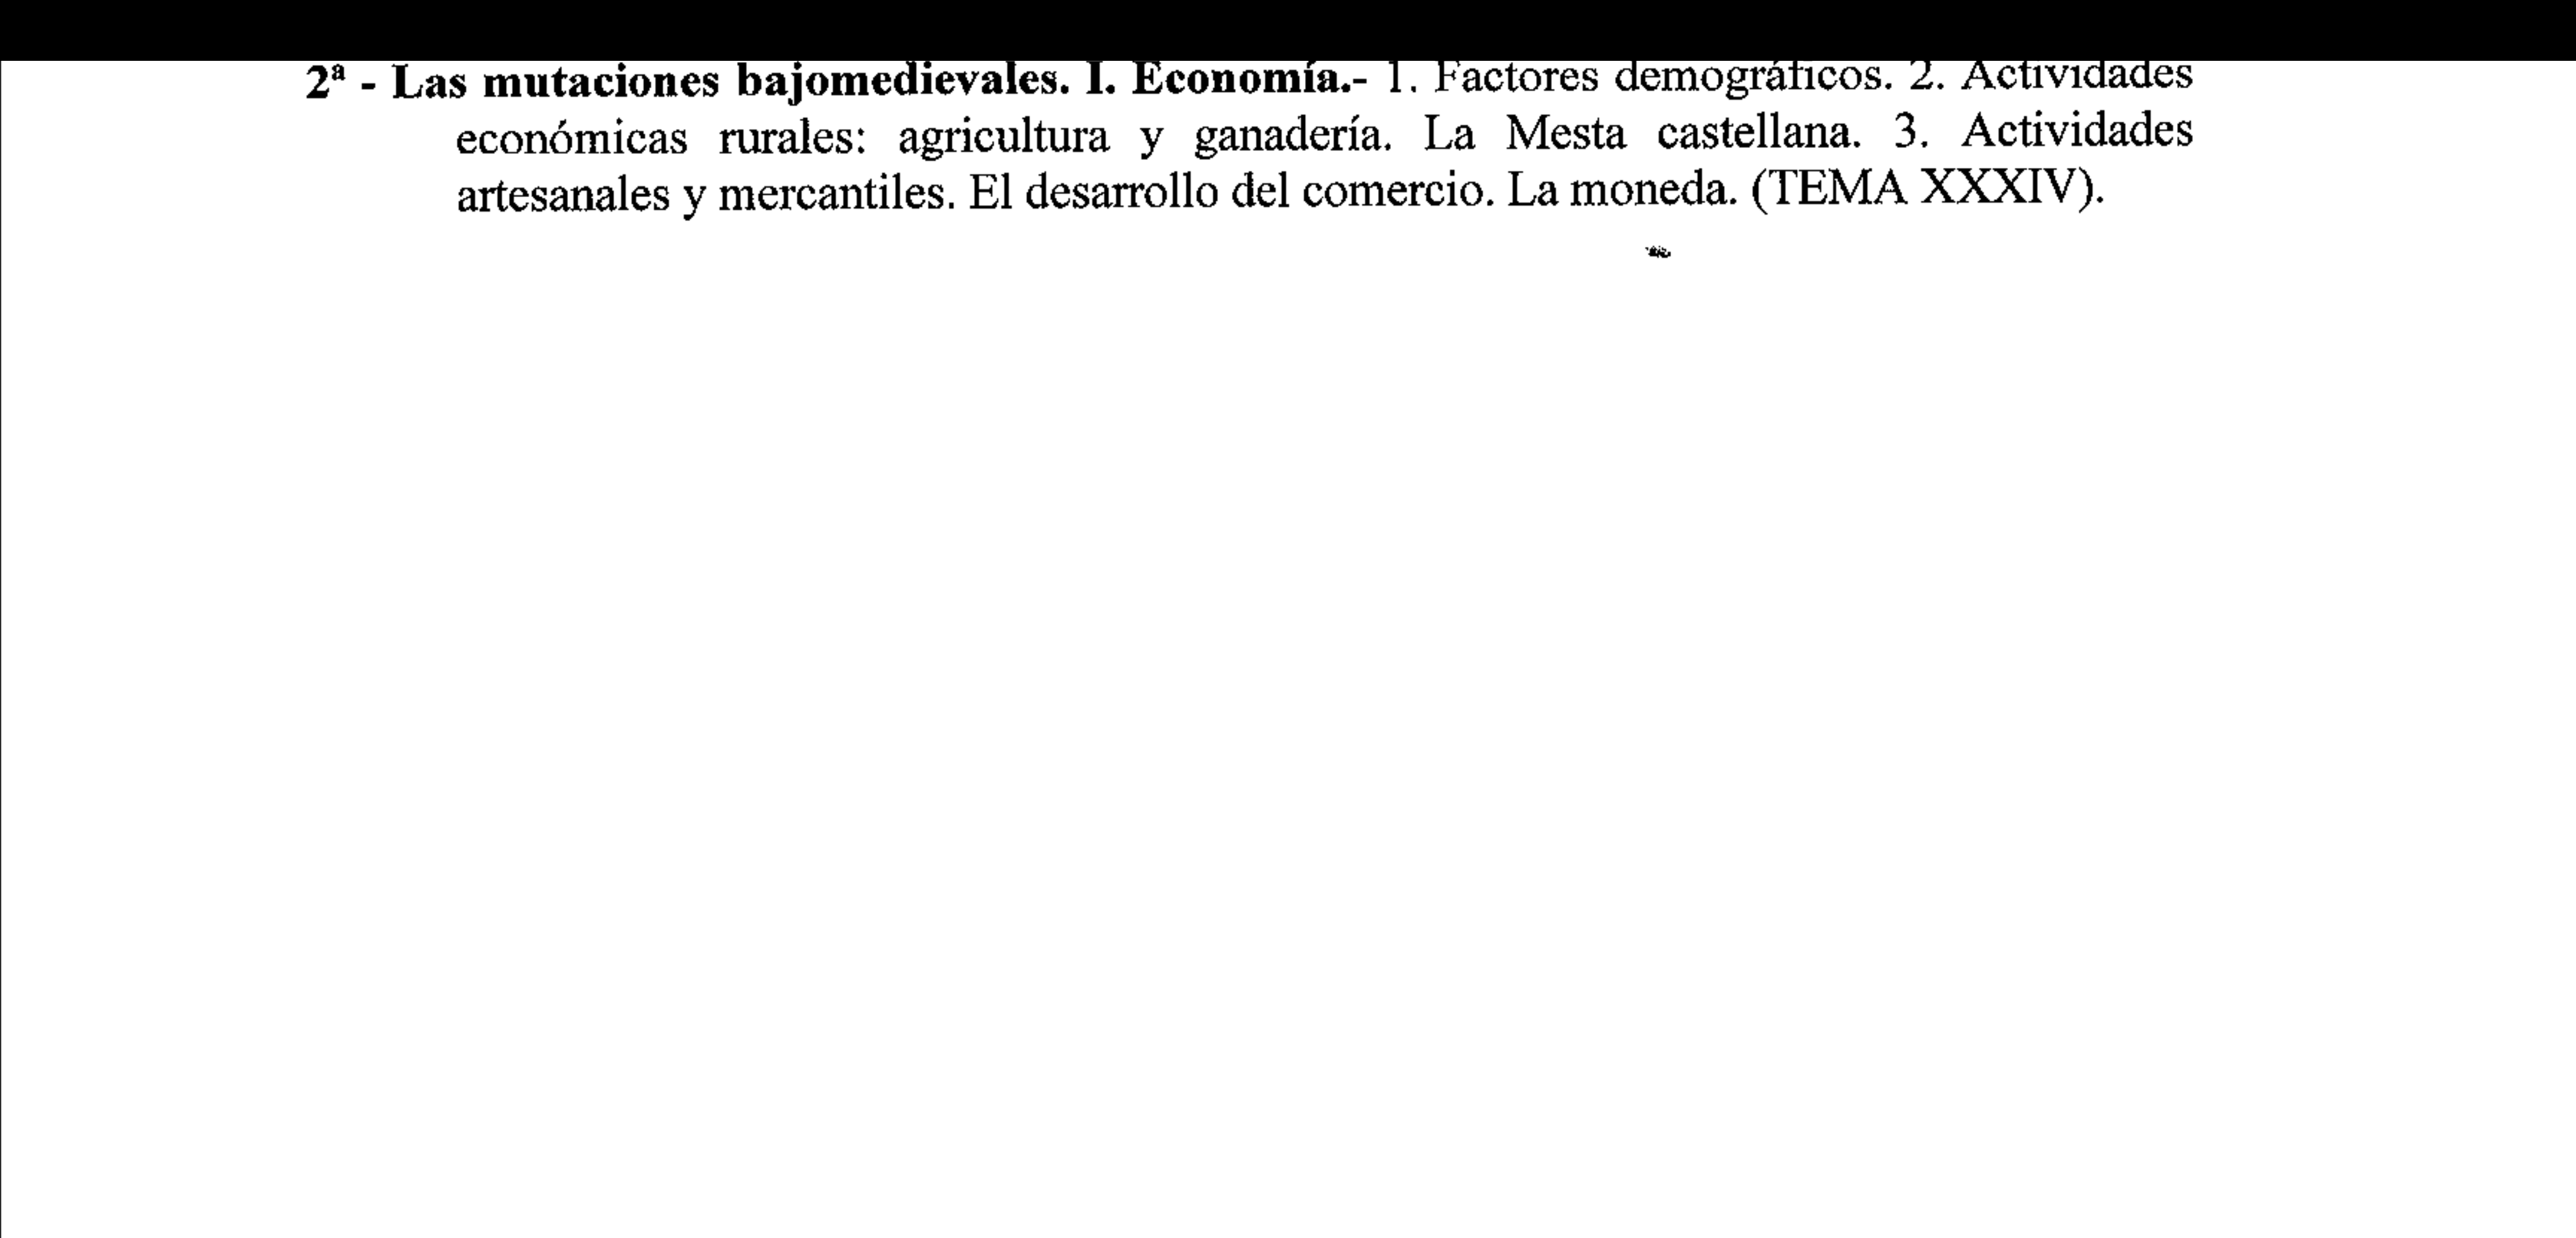 2ª - Las mutaciones bajomedievales. I. Economía.- 1. Factores demográficos. 2. Actividades
económicas rurales: agricultura y ganadería. La Mesta castellana. 3. Actividades
artesanales y mercantiles. El desarrollo del comercio. La moneda. (TEMA XXXIV).